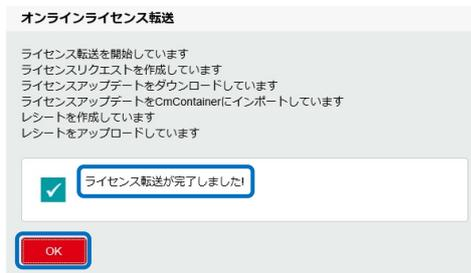 オンラインライセンス転送
ライセンス転送を開始しています
ライセンスリクエストを作成しています
ライセンスアップデートをダウンロードしています
ライセンスアップデートをCmContainerにインポートしています
レシートを作成しています
レシートをアップロードしています
ライセンス転送が完了しました!
OK